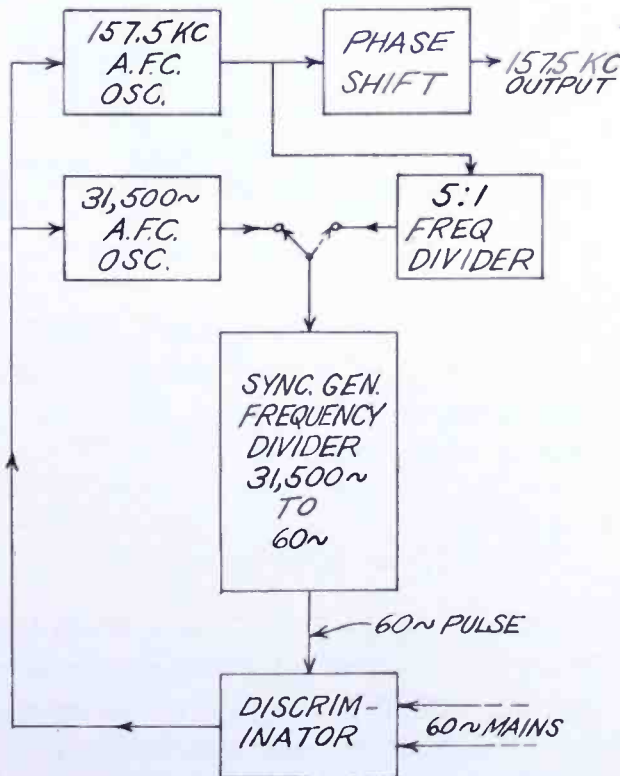 157.5 KC
A.F.C.
OSC.
PHASE
SHIFT
157.5 KC
OUTPUT
31,500~
A.F.C.
OSC.
5:1
FREQ
DIVIDER
SYNC. GEN.
FREQUENCY
DIVIDER
31,500~
TO
60~
60~ PULSE
DISCRIM-
INATOR
60~ MAINS